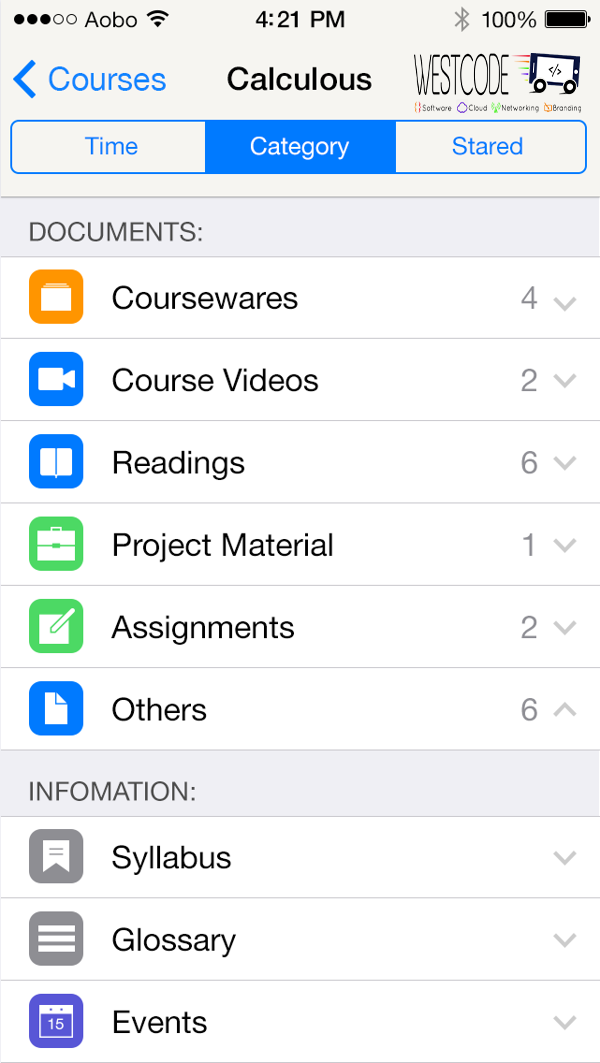 Aobo 4:21 PM 100%
Courses Calculous WESTCODE
</>
Software Cloud Networking Branding
Time Category Stared
DOCUMENTS:
Coursewares 4
Course Videos 2
Readings 6
Project Material 1
Assignments 2
Others 6
INFOMATION:
Syllabus
Glossary
15
Events